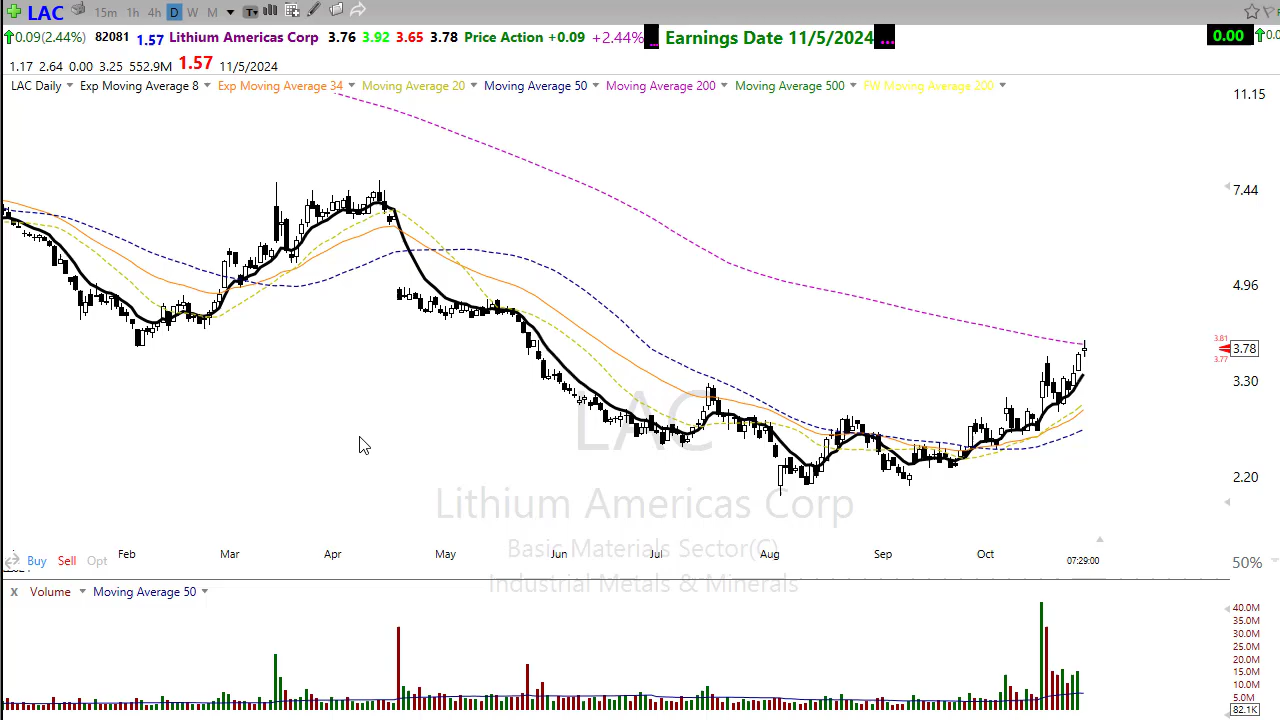 LAC 15m 1h 4h D W M T
0.09(2.44%) 82081 1.57 Lithium Americas Corp 3.76 3.92 3.65 3.78 Price Action +0.09 +2.44% ... Earnings Date 11/5/2024 ... 0.00
1.17 2.64 0.00 3.25 552.9M 1.57 11/5/2024
LAC Daily Exp Moving Average 8 Exp Moving Average 34 Moving Average 20 Moving Average 50 Moving Average 200 Moving Average 500 FW Moving Average 200
11.15
7.44
4.96
3.81
3.78
3.77
3.30
LAC
2.20
Lithium Americas Corp
Basic Materials Sector(C)
Industrial Metals & Minerals
Feb Mar Apr May Jun Jul Aug Sep Oct 07:29:00
Buy Sell Opt 50%
X Volume Moving Average 50
40.0M
35.0M
30.0M
25.0M
20.0M
15.0M
10.0M
5.0M
82.1K